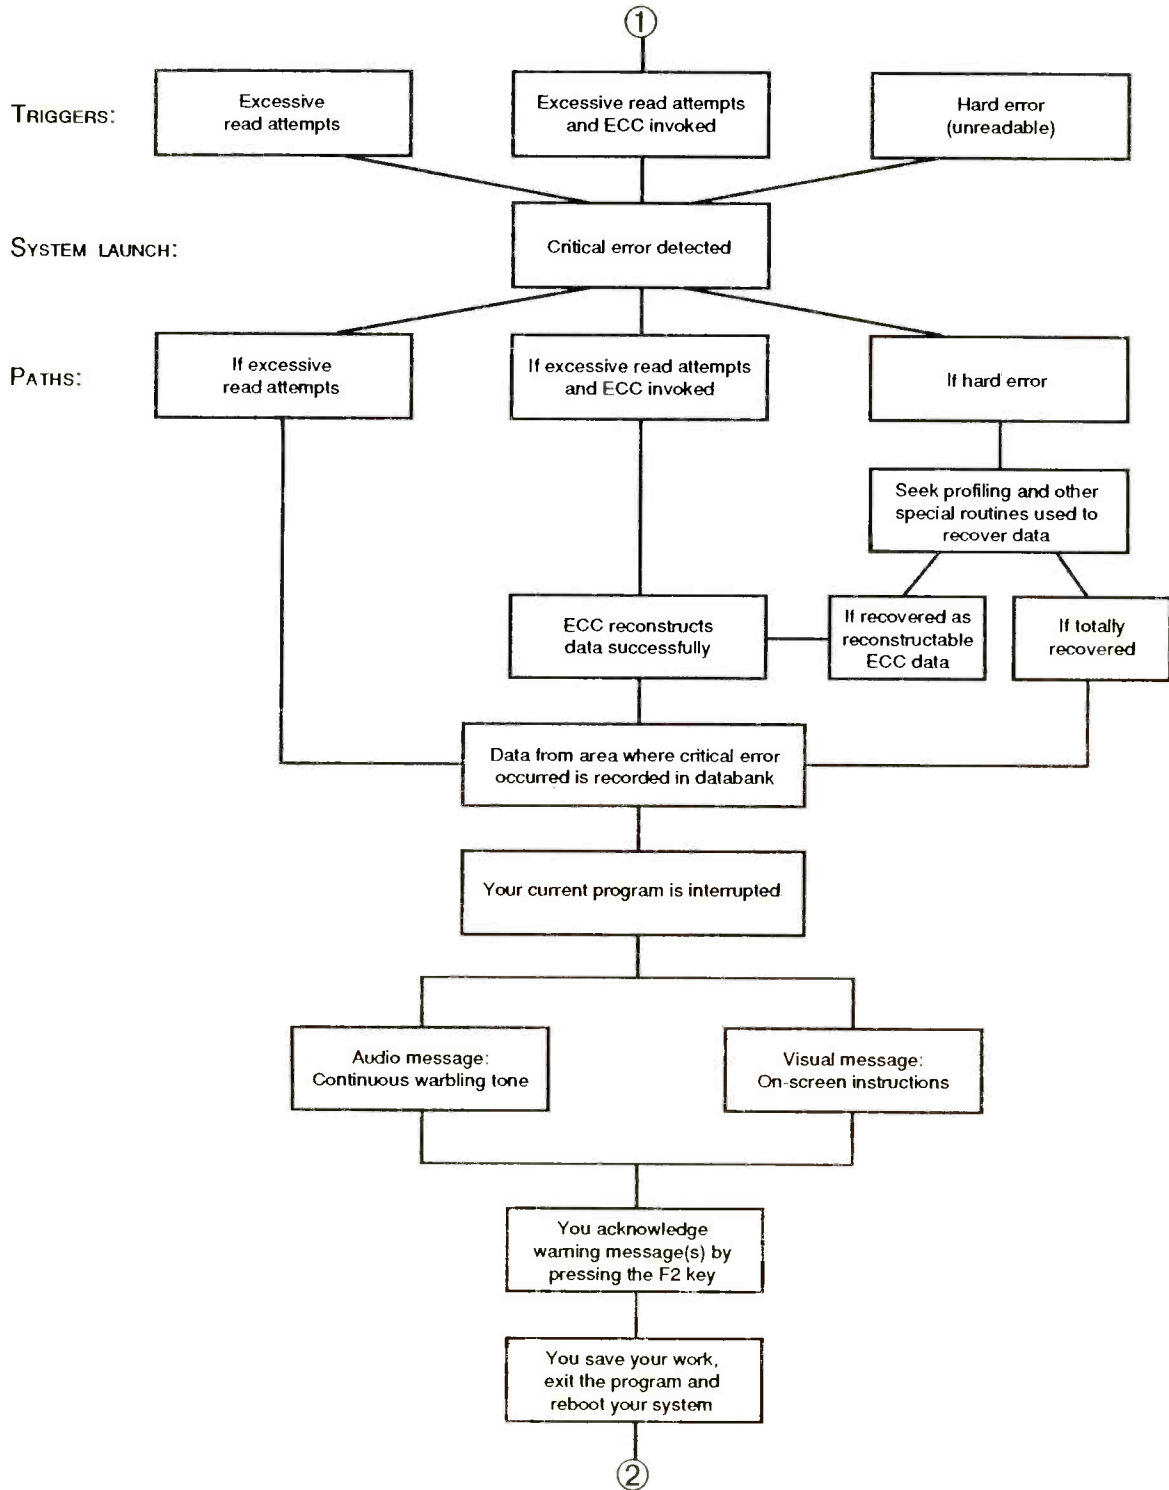 1
TRIGGERS:
Excessive
read attempts
Excessive read attempts
and ECC invoked
Hard error
(unreadable)
SYSTEM LAUNCH:
Critical error detected
PATHS:
If excessive
read attempts
If excessive read attempts
and ECC invoked
If hard error
Seek profiling and other
special routines used to
recover data
ECC reconstructs
data successfully
If recovered as
reconstructable
ECC data
If totally
recovered
Data from area where critical error
occurred is recorded in databank
Your current program is interrupted
Audio message:
Continuous warbling tone
Visual message:
On-screen instructions
You acknowledge
warning message(s) by
pressing the F2 key
You save your work,
exit the program and
reboot your system
2